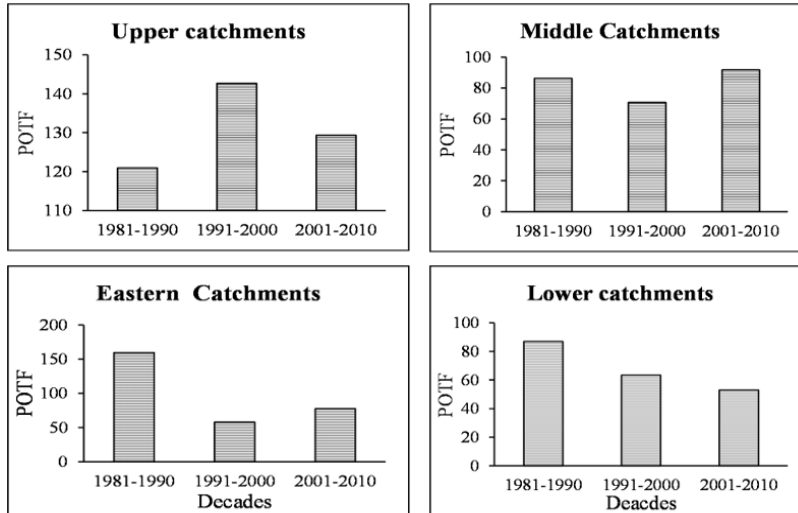 Upper catchments
150
140
130
120
110
POTF
1981-1990 1991-2000 2001-2010
Middle Catchments
100
80
60
40
20
0
POTF
1981-1990 1991-2000 2001-2010
Eastern Catchments
200
150
100
50
0
POTF
1981-1990 1991-2000 2001-2010
Decades
Lower catchments
100
80
60
40
20
0
POTF
1981-1990 1991-2000 2001-2010
Deacdes